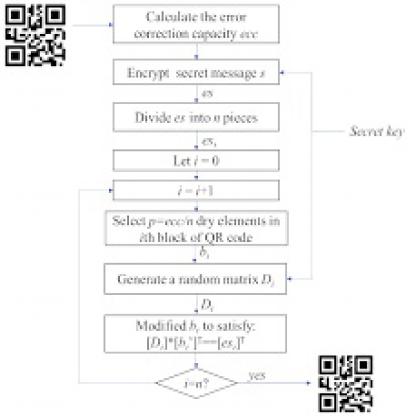 Calculate the error
correction capacity ecc
Encrypt secret message s
es
Divide es into n pieces
Secret key
es_i
Let i = 0
i = i+1
Select p=ecc/n dry elements in
ith block of QR code
b_i
Generate a random matrix D_i
D_i
Modified b_i to satisfy:
[D_i]*[b_i']^T==[es_i]^T
i=n?
yes